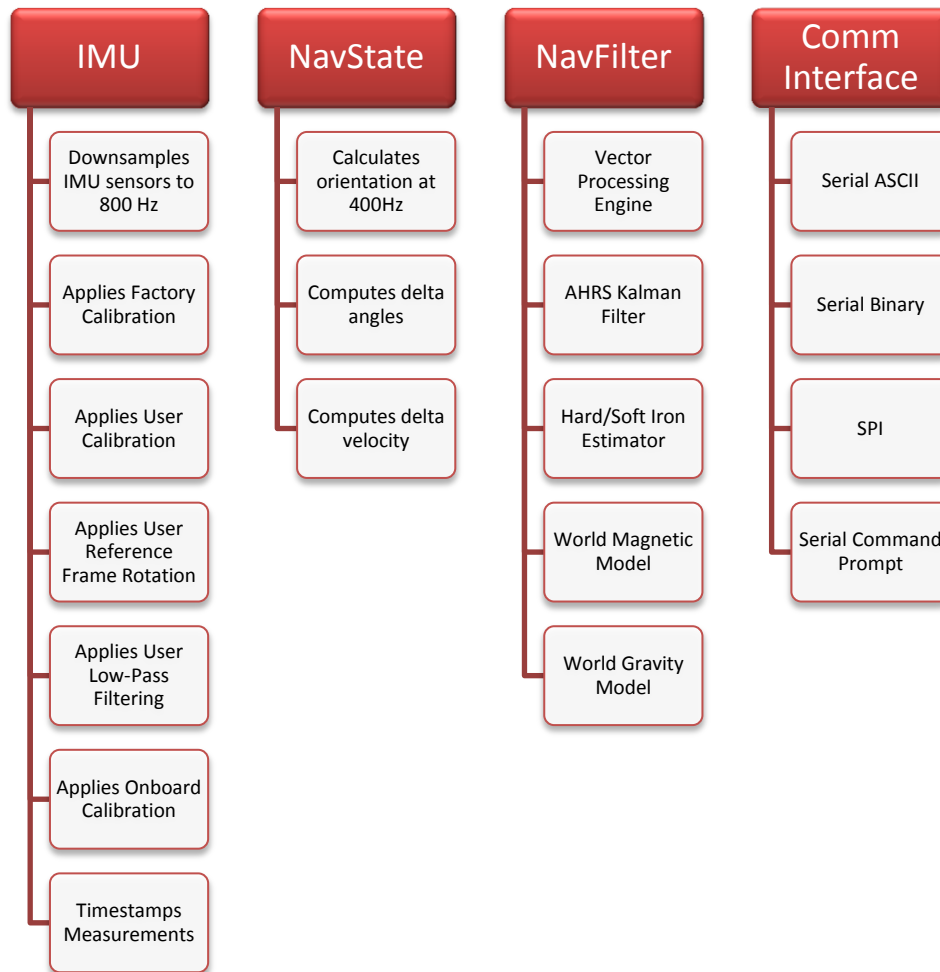 IMU
Downsamples
IMU sensors to
800 Hz
Applies Factory
Calibration
Applies User
Calibration
Applies User
Reference
Frame Rotation
Applies User
Low-Pass
Filtering
Applies Onboard
Calibration
Timestamps
Measurements
NavState
Calculates
orientation at
400Hz
Computes delta
angles
Computes delta
velocity
NavFilter
Vector
Processing
Engine
AHRS Kalman
Filter
Hard/Soft Iron
Estimator
World Magnetic
Model
World Gravity
Model
Comm
Interface
Serial ASCII
Serial Binary
SPI
Serial Command
Prompt